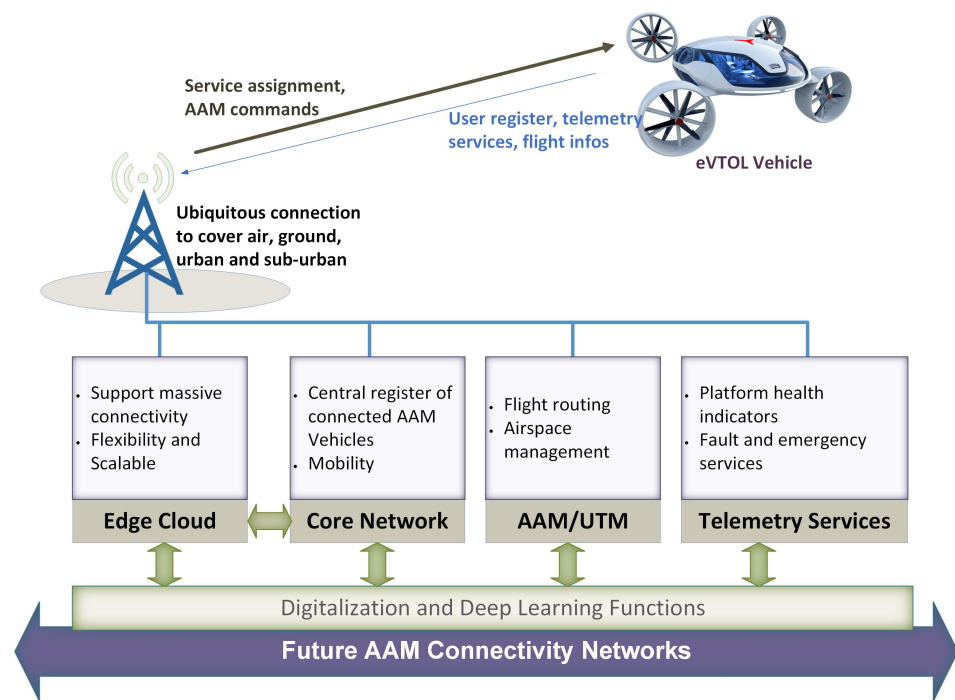 Service assignment,
AAM commands
User register, telemetry
services, flight infos
eVTOL Vehicle
Ubiquitous connection
to cover air, ground,
urban and sub-urban
• Support massive
connectivity
• Flexibility and
Scalable
Edge Cloud
• Central register of
connected AAM
Vehicles
• Mobility
Core Network
• Flight routing
• Airspace
management
AAM/UTM
• Platform health
indicators
• Fault and emergency
services
Telemetry Services
Digitalization and Deep Learning Functions
Future AAM Connectivity Networks